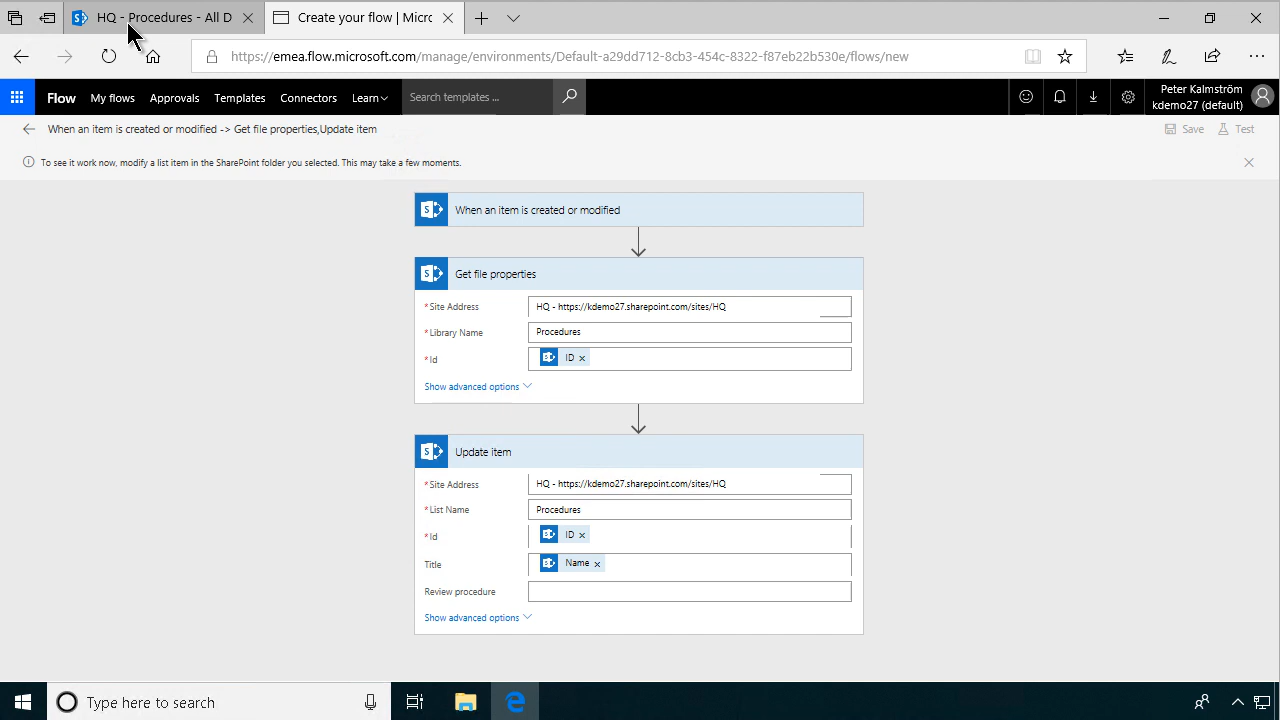 HQ - Procedures - All D
Create your flow | Micro
https://emea.flow.microsoft.com/manage/environments/Default-a29dd712-8cb3-454c-8322-f87eb22b530e/flows/new
Flow My flows Approvals Templates Connectors Learn Search templates ...
Peter Kalmström
kdemo27 (default)
When an item is created or modified -> Get file properties,Update item
Save Test
To see it work now, modify a list item in the SharePoint folder you selected. This may take a few moments.
When an item is created or modified
Get file properties
*Site Address HQ - https://kdemo27.sharepoint.com/sites/HQ
*Library Name Procedures
*Id ID ×
Show advanced options
Update item
*Site Address HQ - https://kdemo27.sharepoint.com/sites/HQ
*List Name Procedures
*Id ID ×
Title Name ×
Review procedure
Show advanced options
Type here to search